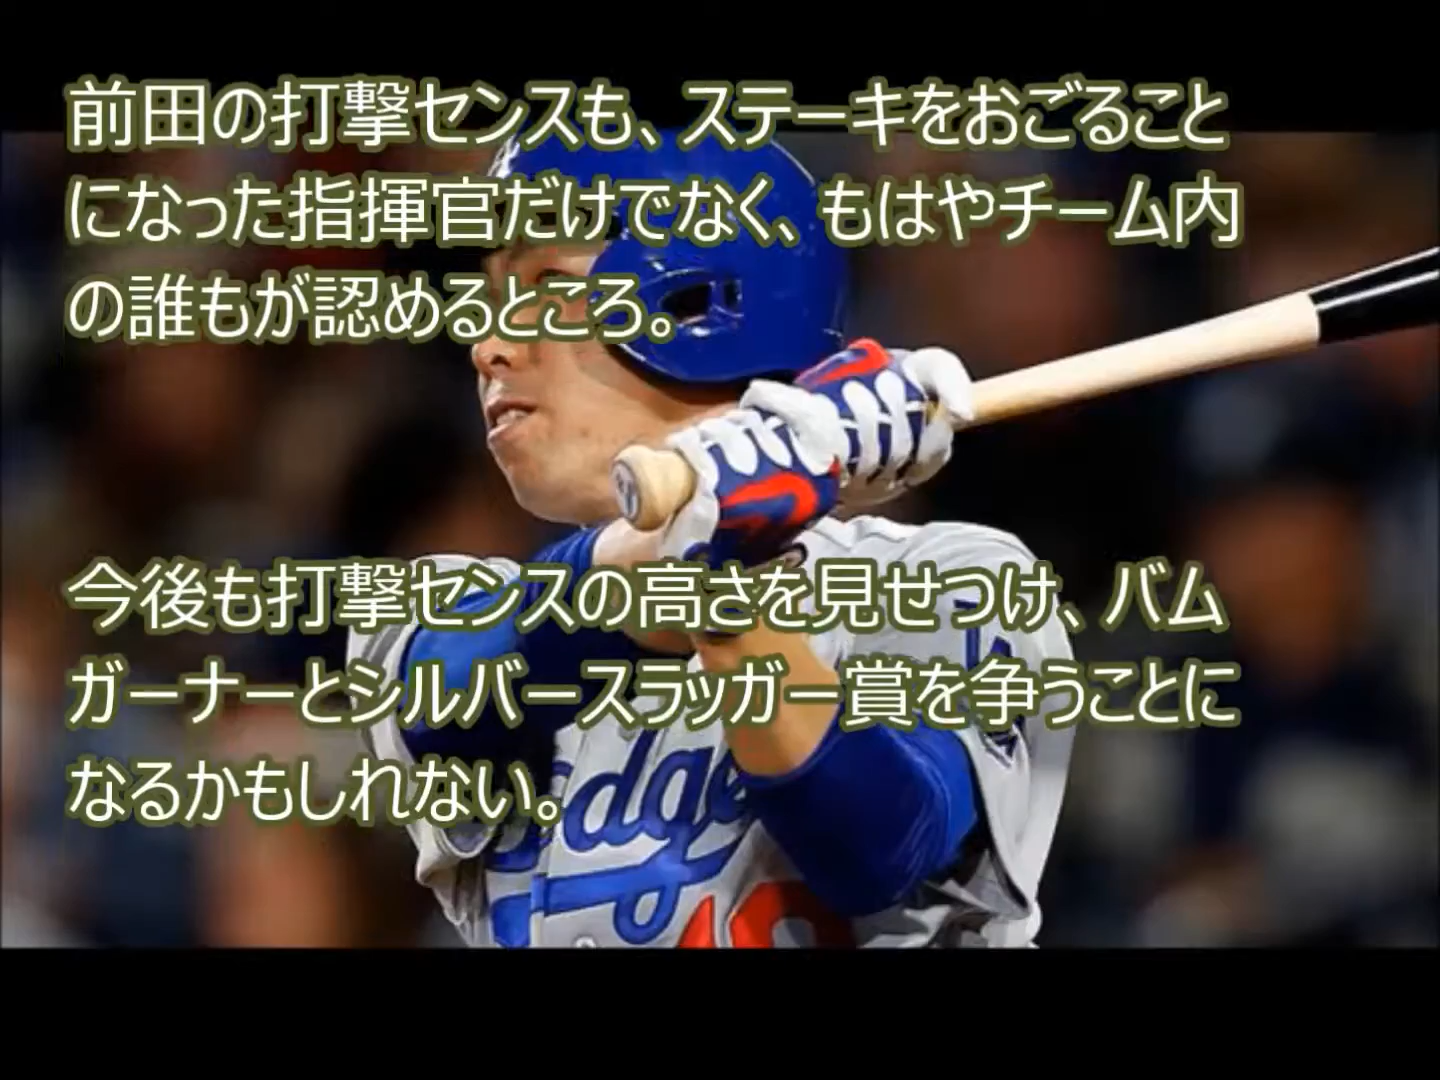 前田の打撃センスも、ステーキをおごること
になった指揮官だけでなく、もはやチーム内
の誰もが認めるところ。
今後も打撃センスの高さを見せつけ、バム
ガーナーとシルバースラッガー賞を争うことに
なるかもしれない。